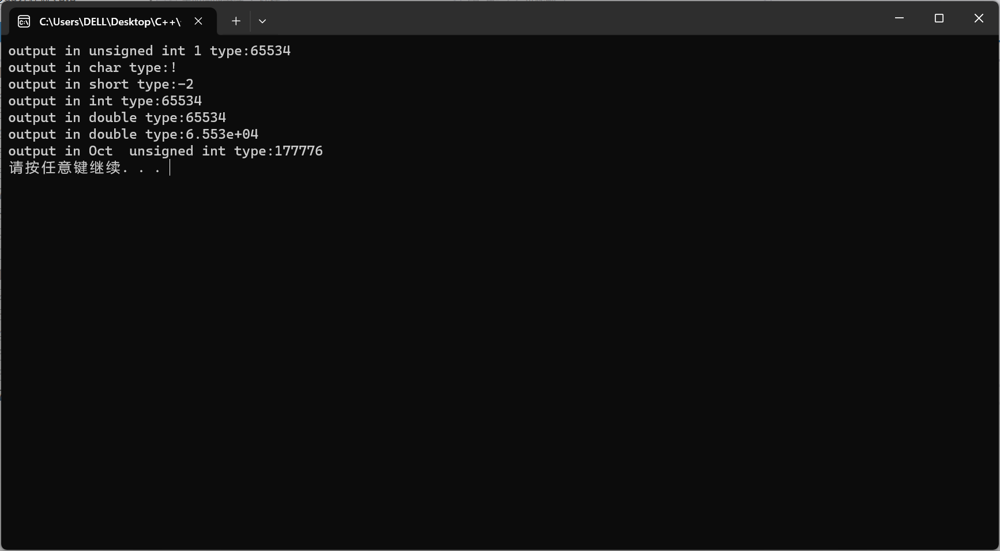 C:\Users\DELL\Desktop\C++\
output in unsigned int 1 type:65534
output in char type:!
output in short type:-2
output in int type:65534
output in double type:65534
output in double type:6.553e+04
output in Oct  unsigned int type:177776
请按任意键继续. . .